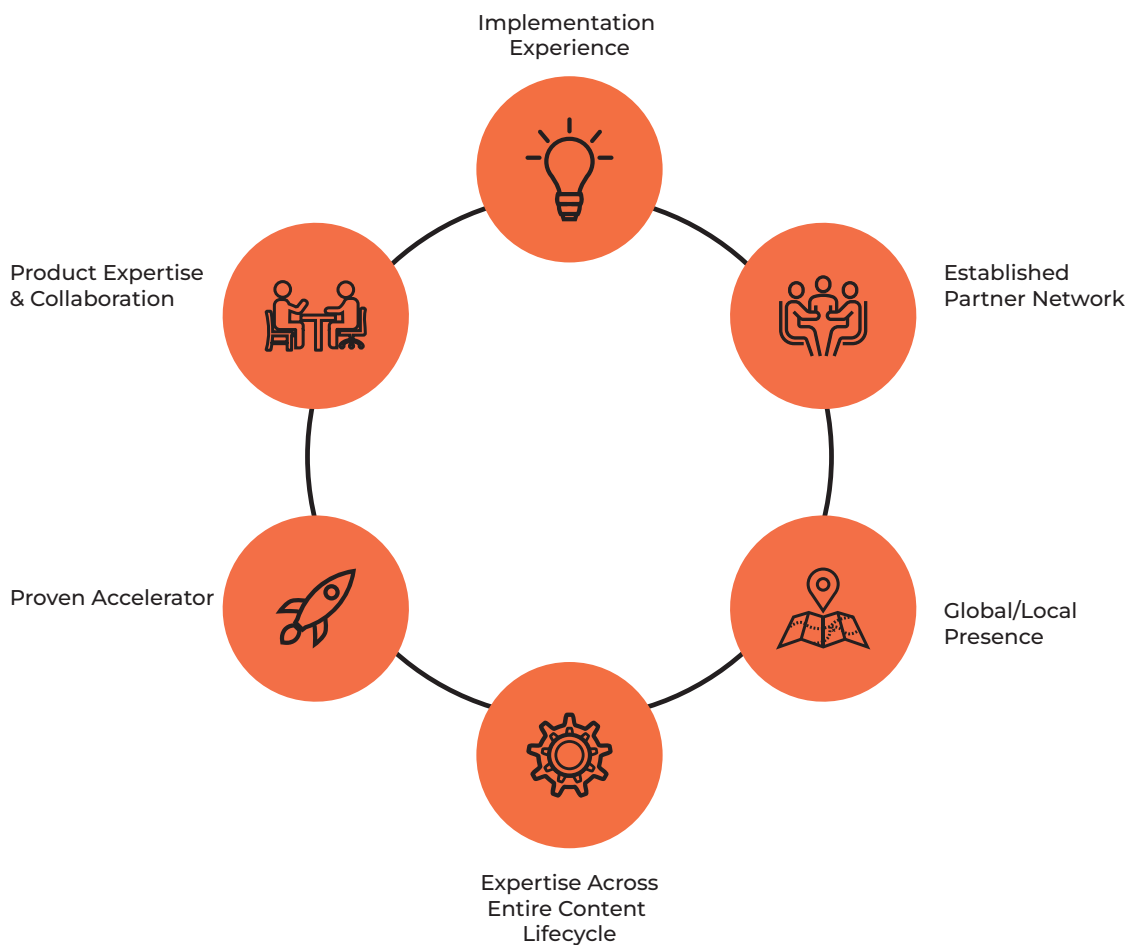 Implementation
Experience
Product Expertise
& Collaboration
Established
Partner Network
Proven Accelerator
Global/Local
Presence
Expertise Across
Entire Content
Lifecycle